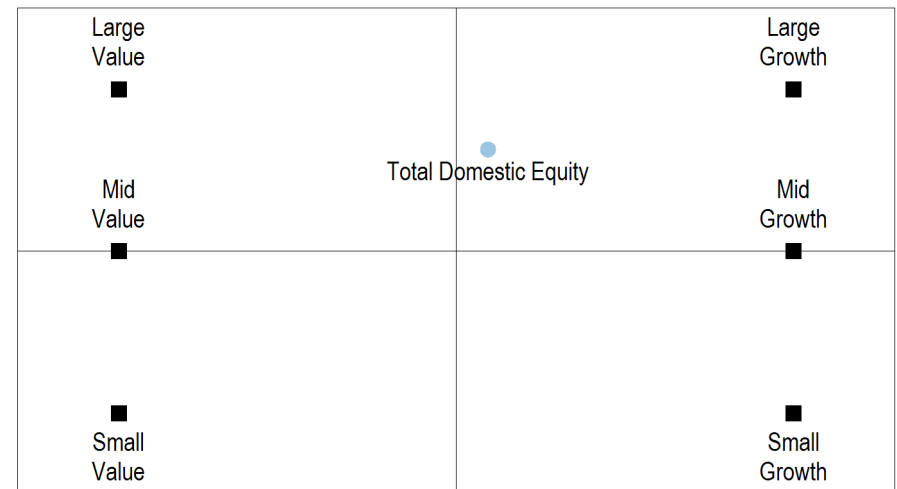 Large
Value
Large
Growth
Total Domestic Equity
Mid
Value
Mid
Growth
Small
Value
Small
Growth